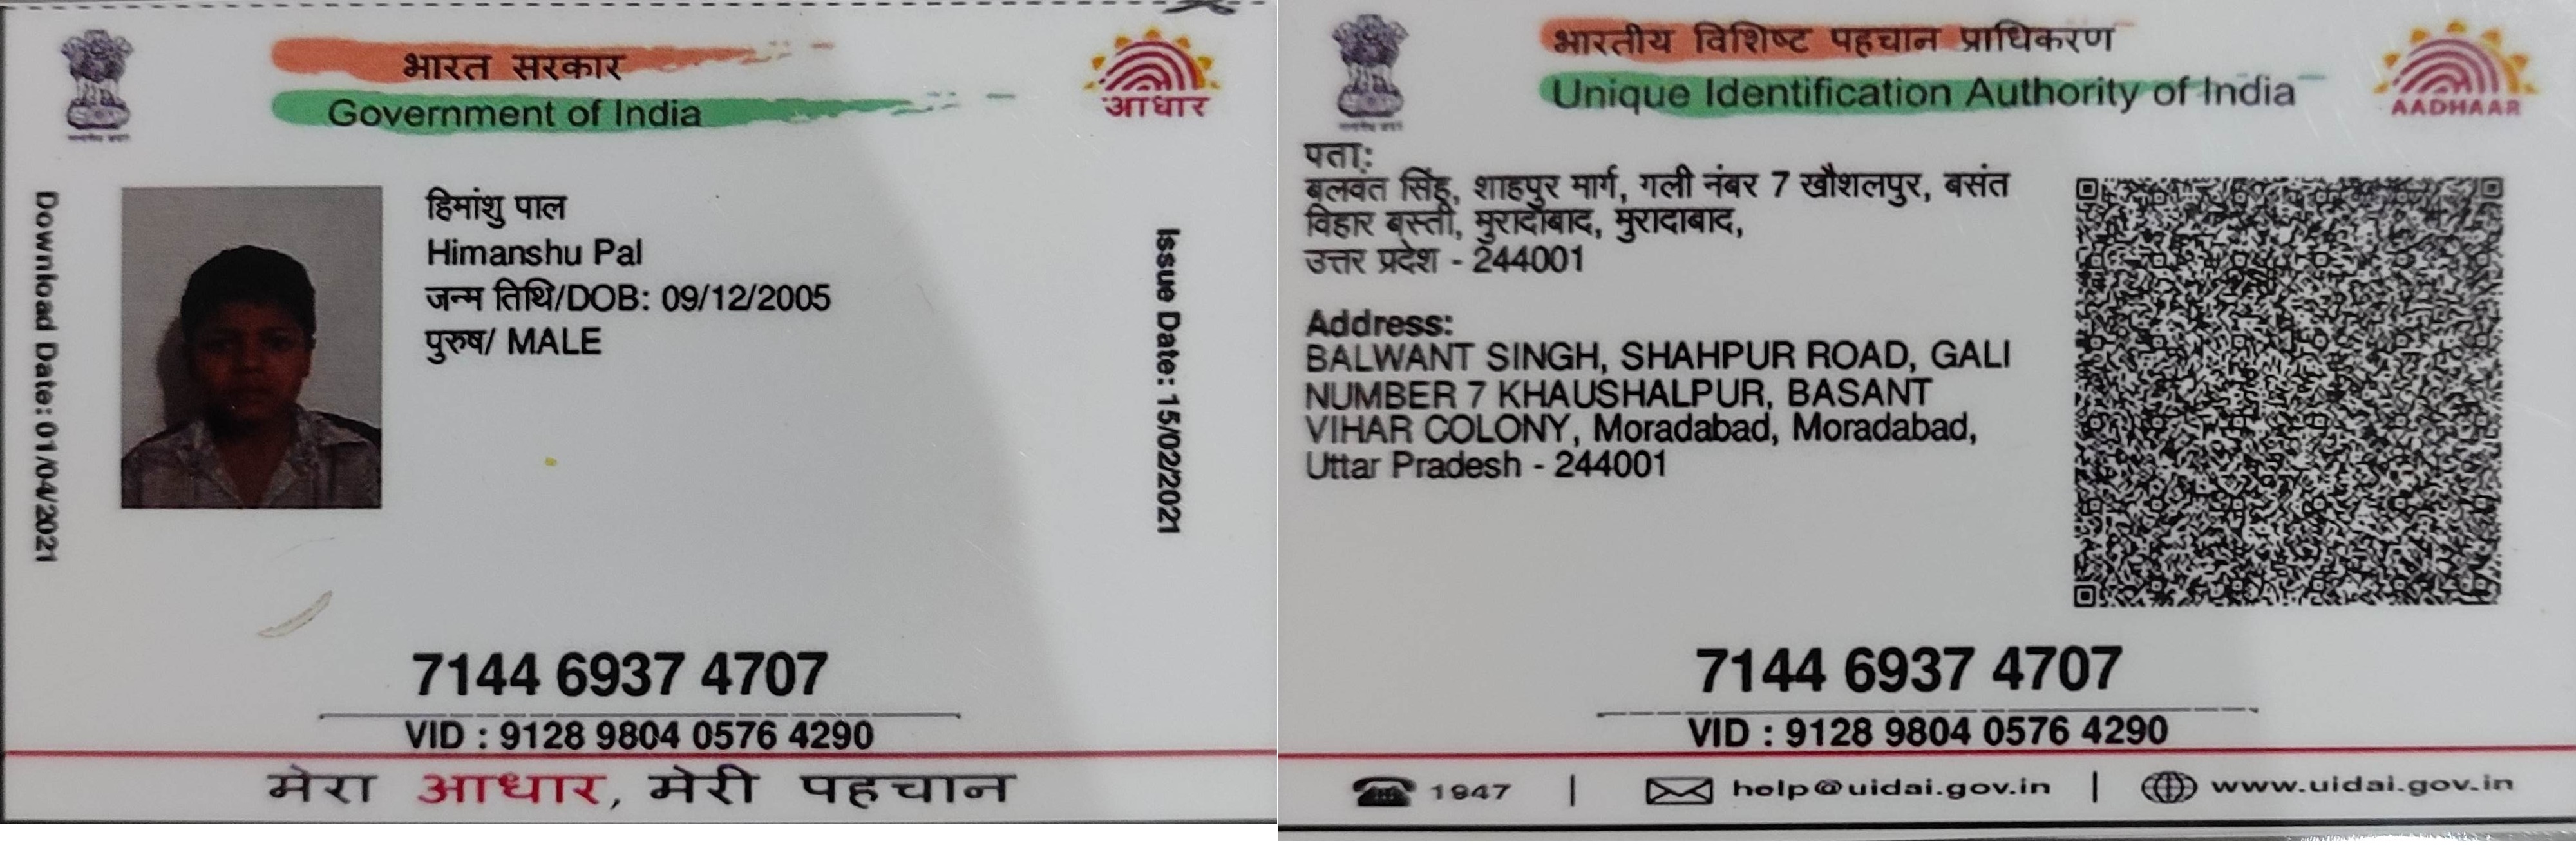 भारत सरकार
Government of India
आधार
Download Date: 01/04/2021
हिमांशु पाल
Himanshu Pal
जन्म तिथि/DOB: 09/12/2005
पुरुष/ MALE
Issue Date: 15/02/2021
7144 6937 4707
VID : 9128 9804 0576 4290
मेरा आधार, मेरी पहचान
भारतीय विशिष्ट पहचान प्राधिकरण
Unique Identification Authority of India
AADHAAR
पता:
बलवंत सिंह, शाहपुर मार्ग, गली नंबर 7 खौशलपुर, बसंत
विहार बस्ती, मुरादाबाद, मुरादाबाद,
उत्तर प्रदेश - 244001
Address:
BALWANT SINGH, SHAHPUR ROAD, GALI
NUMBER 7 KHAUSHALPUR, BASANT
VIHAR COLONY, Moradabad, Moradabad,
Uttar Pradesh - 244001
7144 6937 4707
VID : 9128 9804 0576 4290
1947 | help@uidai.gov.in | www.uidai.gov.in